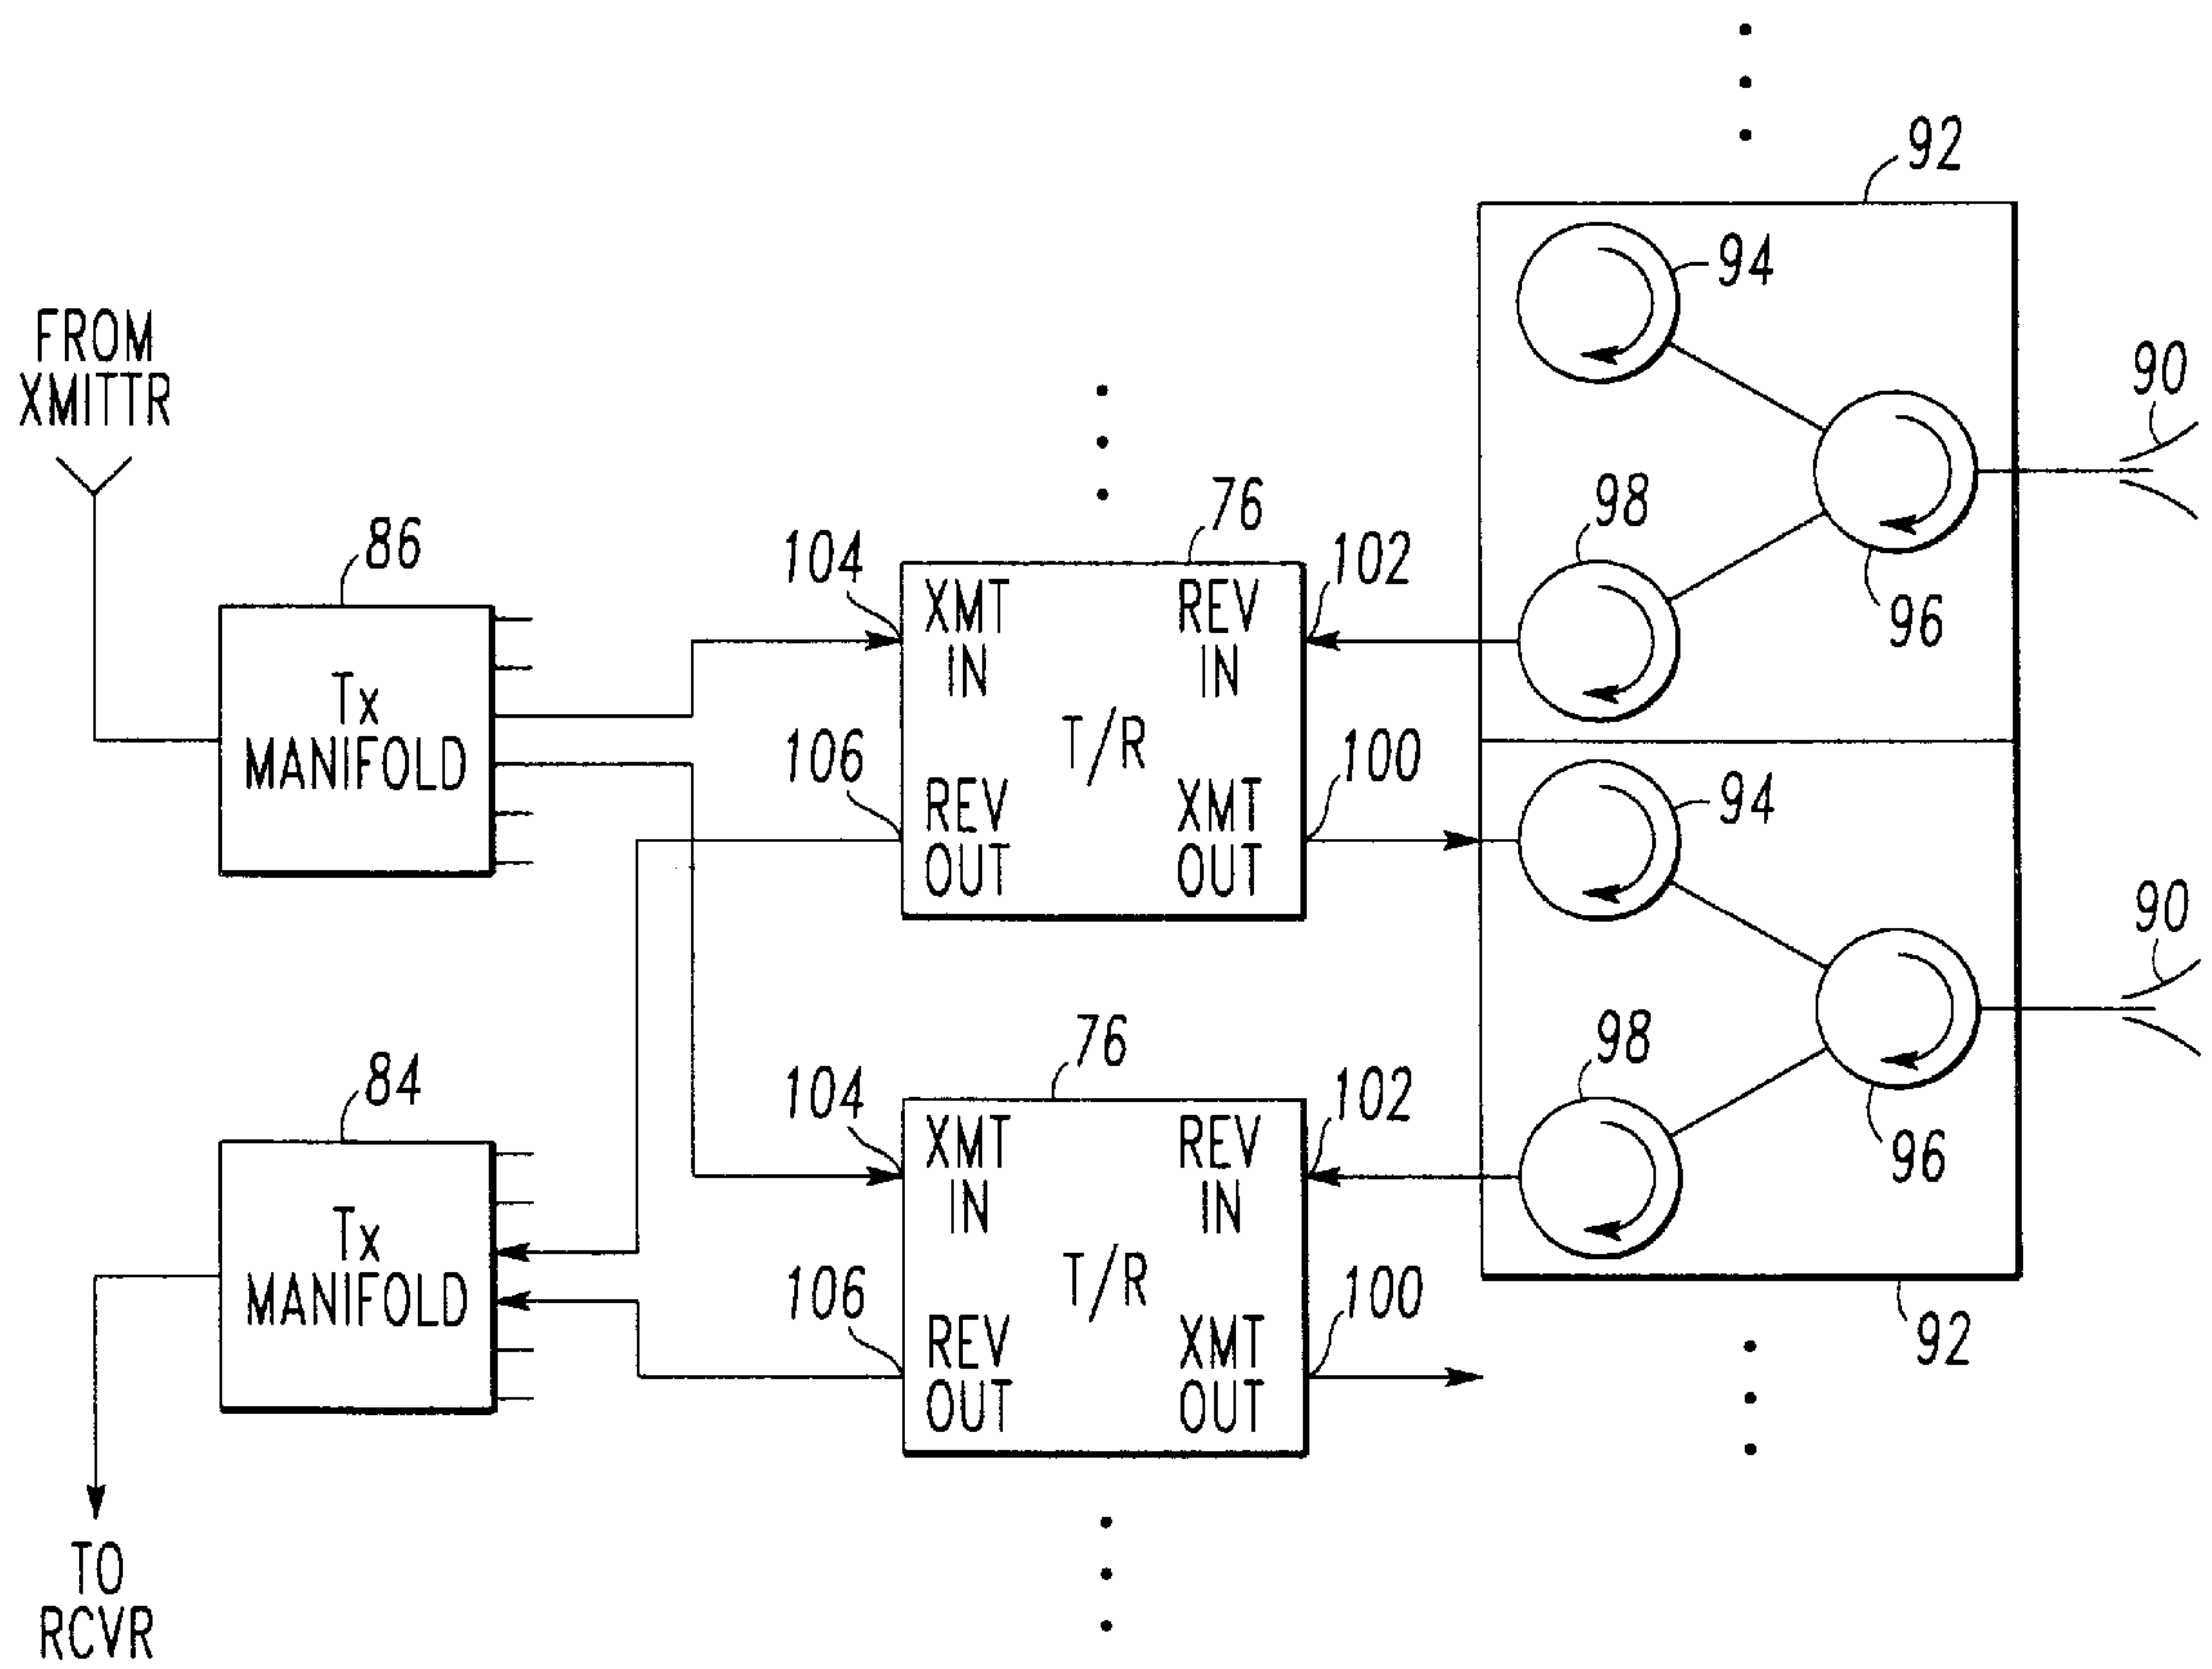 92
94
FROM
XMITTR
90
86
76
98
104
XMT
IN
REV
IN
102
96
Tx
MANIFOLD
T/R
106
REV
OUT
XMT
OUT
100
94
90
84
76
98
104
XMT
IN
REV
IN
102
96
Tx
MANIFOLD
T/R
106
REV
OUT
XMT
OUT
100
92
TO
RCVR